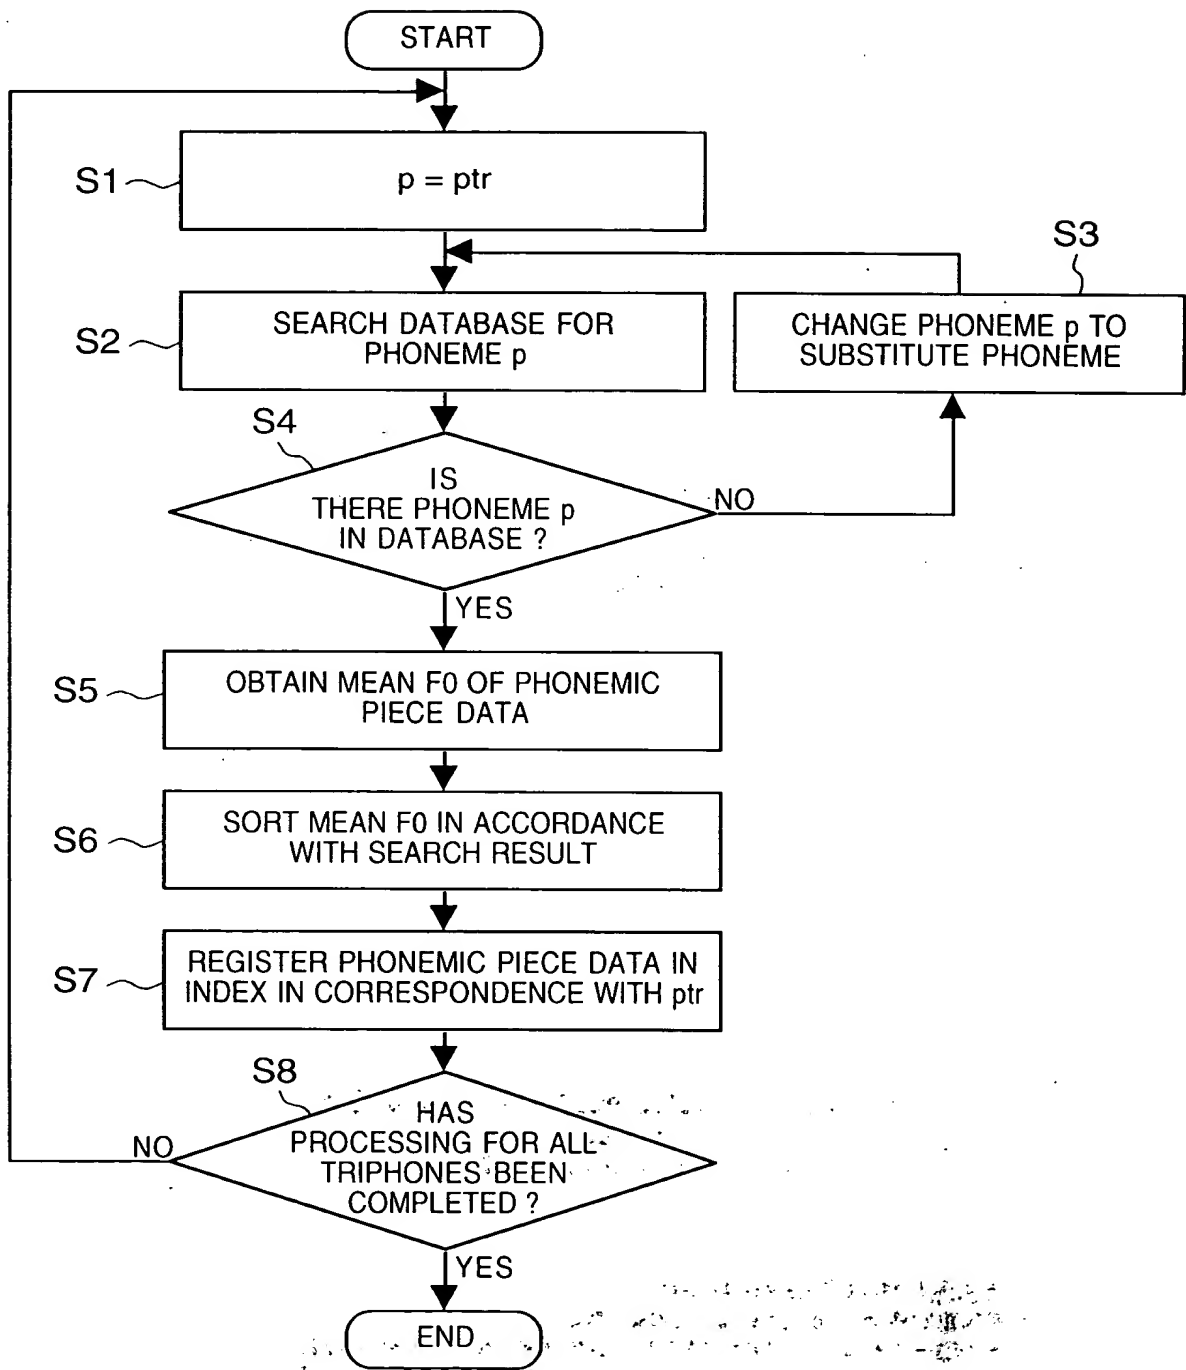 START
S1
p = ptr
S3
S2
SEARCH DATABASE FOR
PHONEME p
CHANGE PHONEME p TO
SUBSTITUTE PHONEME
S4
IS
THERE PHONEME p
IN DATABASE ?
NO
YES
S5
OBTAIN MEAN F0 OF PHONEMIC
PIECE DATA
S6
SORT MEAN F0 IN ACCORDANCE
WITH SEARCH RESULT
S7
REGISTER PHONEMIC PIECE DATA IN
INDEX IN CORRESPONDENCE WITH ptr
S8
HAS
PROCESSING FOR ALL
TRIPHONES BEEN
COMPLETED ?
NO
YES
END